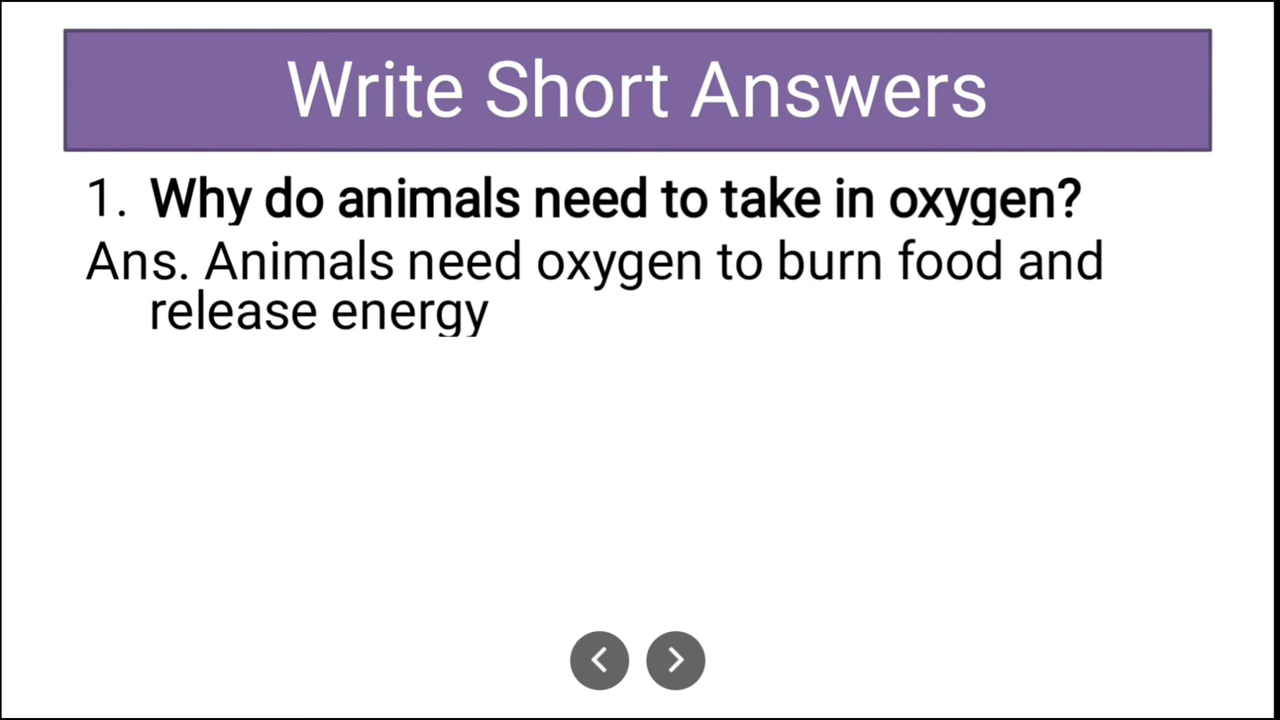 Write Short Answers
1. Why do animals need to take in oxygen?
Ans. Animals need oxygen to burn food and
release energy